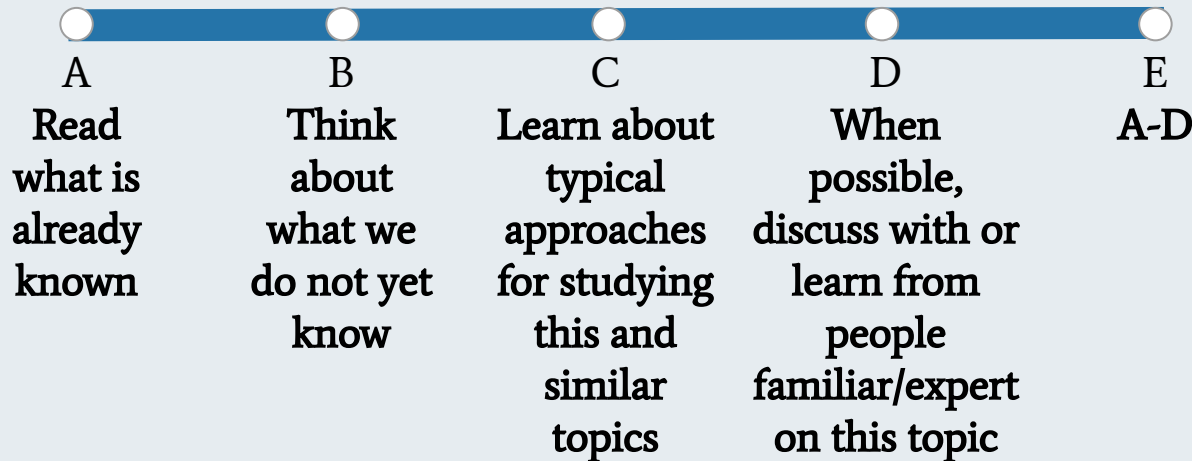 A
Read
what is
already
known
B
Think
about
what we
do not yet
know
C
Learn about
typical
approaches
for studying
this and
similar
topics
D
When
possible,
discuss with or
learn from
people
familiar/expert
on this topic
E
A-D